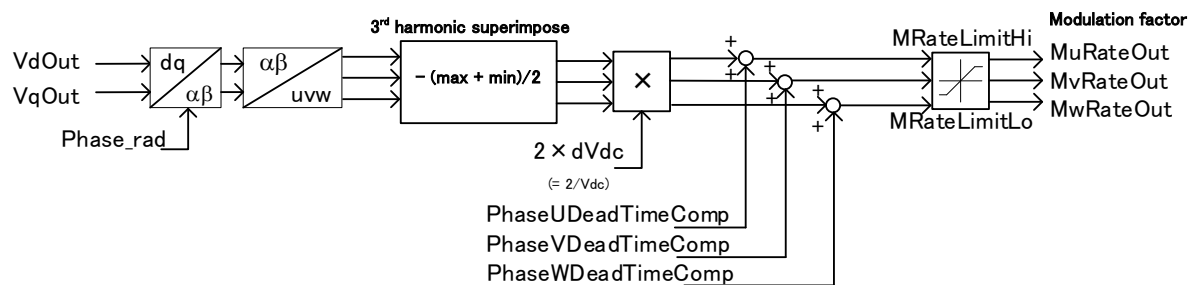 3rd harmonic superimpose
Modulation factor
VdOut
VqOut
dq
αβ
αβ
uvw
－(max + min)/2
×
+
+
+
+
+
+
MRateLimitHi
MRateLimitLo
MuRateOut
MvRateOut
MwRateOut
Phase_rad
2 × dVdc
(= 2/Vdc)
PhaseUDeadTimeComp
PhaseVDeadTimeComp
PhaseWDeadTimeComp